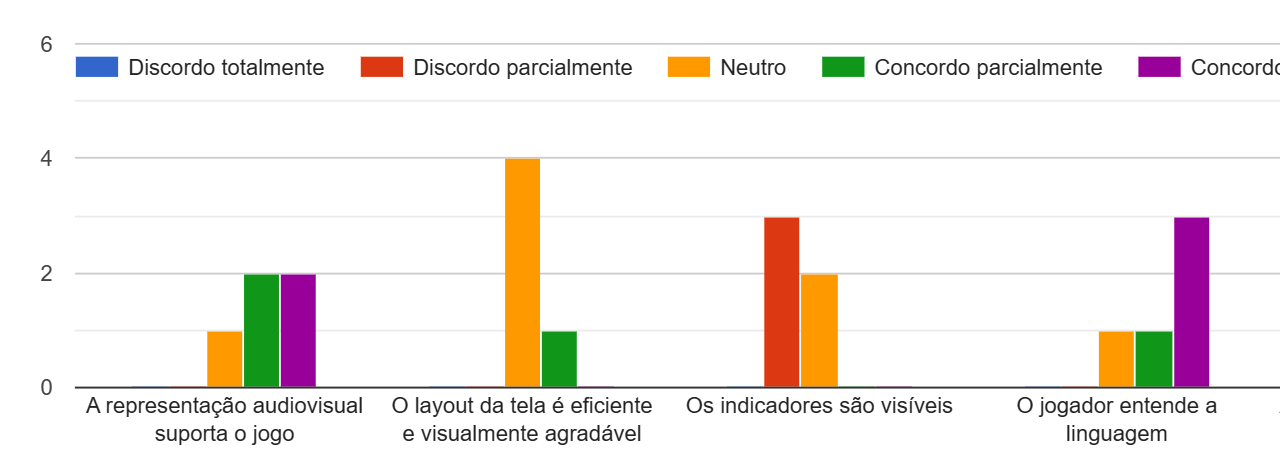 6
Discordo totalmente Discordo parcialmente Neutro Concordo parcialmente
4
2
0
A representação audiovisual suporta o jogo
O layout da tela é eficiente e visualmente agradável
Os indicadores são visíveis
O jogador entende a linguagem